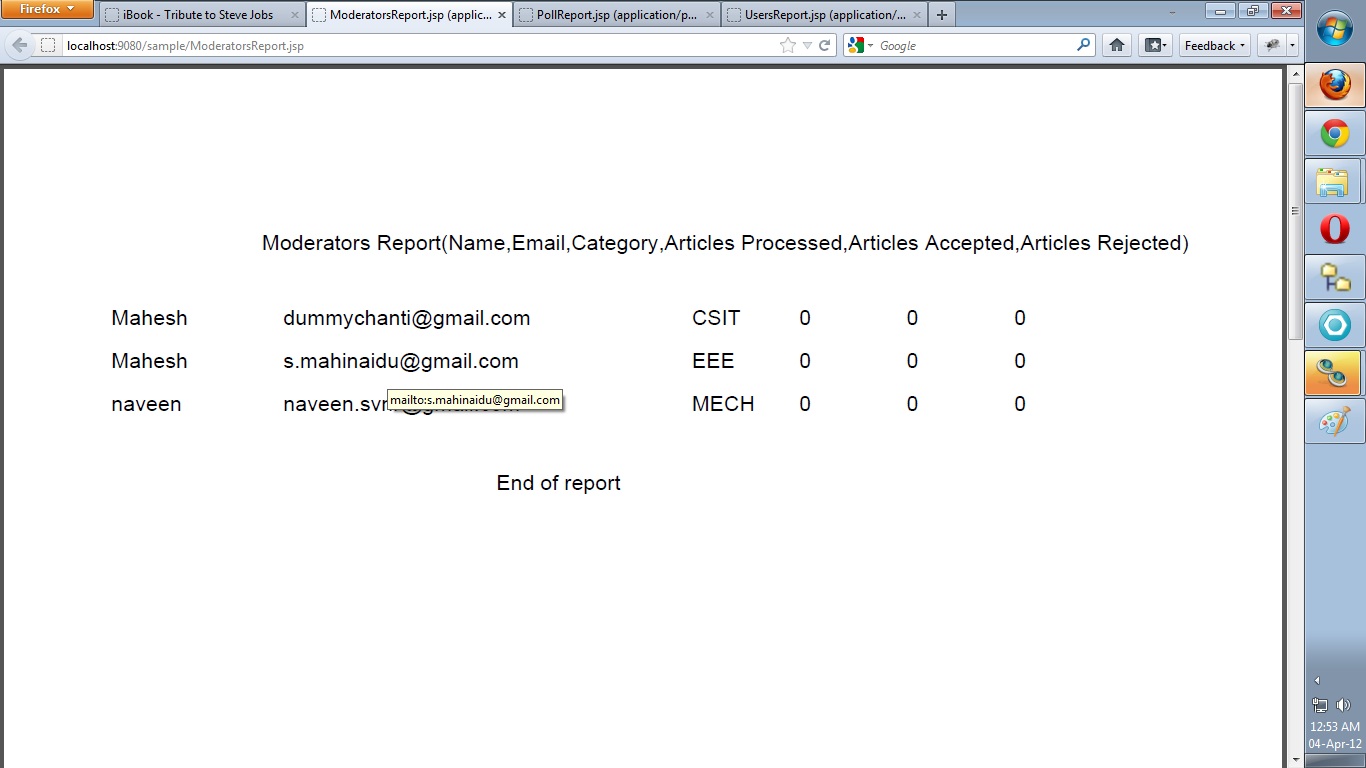 Firefox
iBook - Tribute to Steve Jobs
ModeratorsReport.jsp (applic...
PollReport.jsp (application/p...
UsersReport.jsp (application/...
localhost:9080/sample/ModeratorsReport.jsp
Google
Feedback
Moderators Report(Name,Email,Category,Articles Processed,Articles Accepted,Articles Rejected)
Mahesh dummychanti@gmail.com CSIT 0 0 0
Mahesh s.mahinaidu@gmail.com EEE 0 0 0
mailto:s.mahinaidu@gmail.com
naveen MECH 0 0 0
End of report
12:53 AM
04-Apr-12